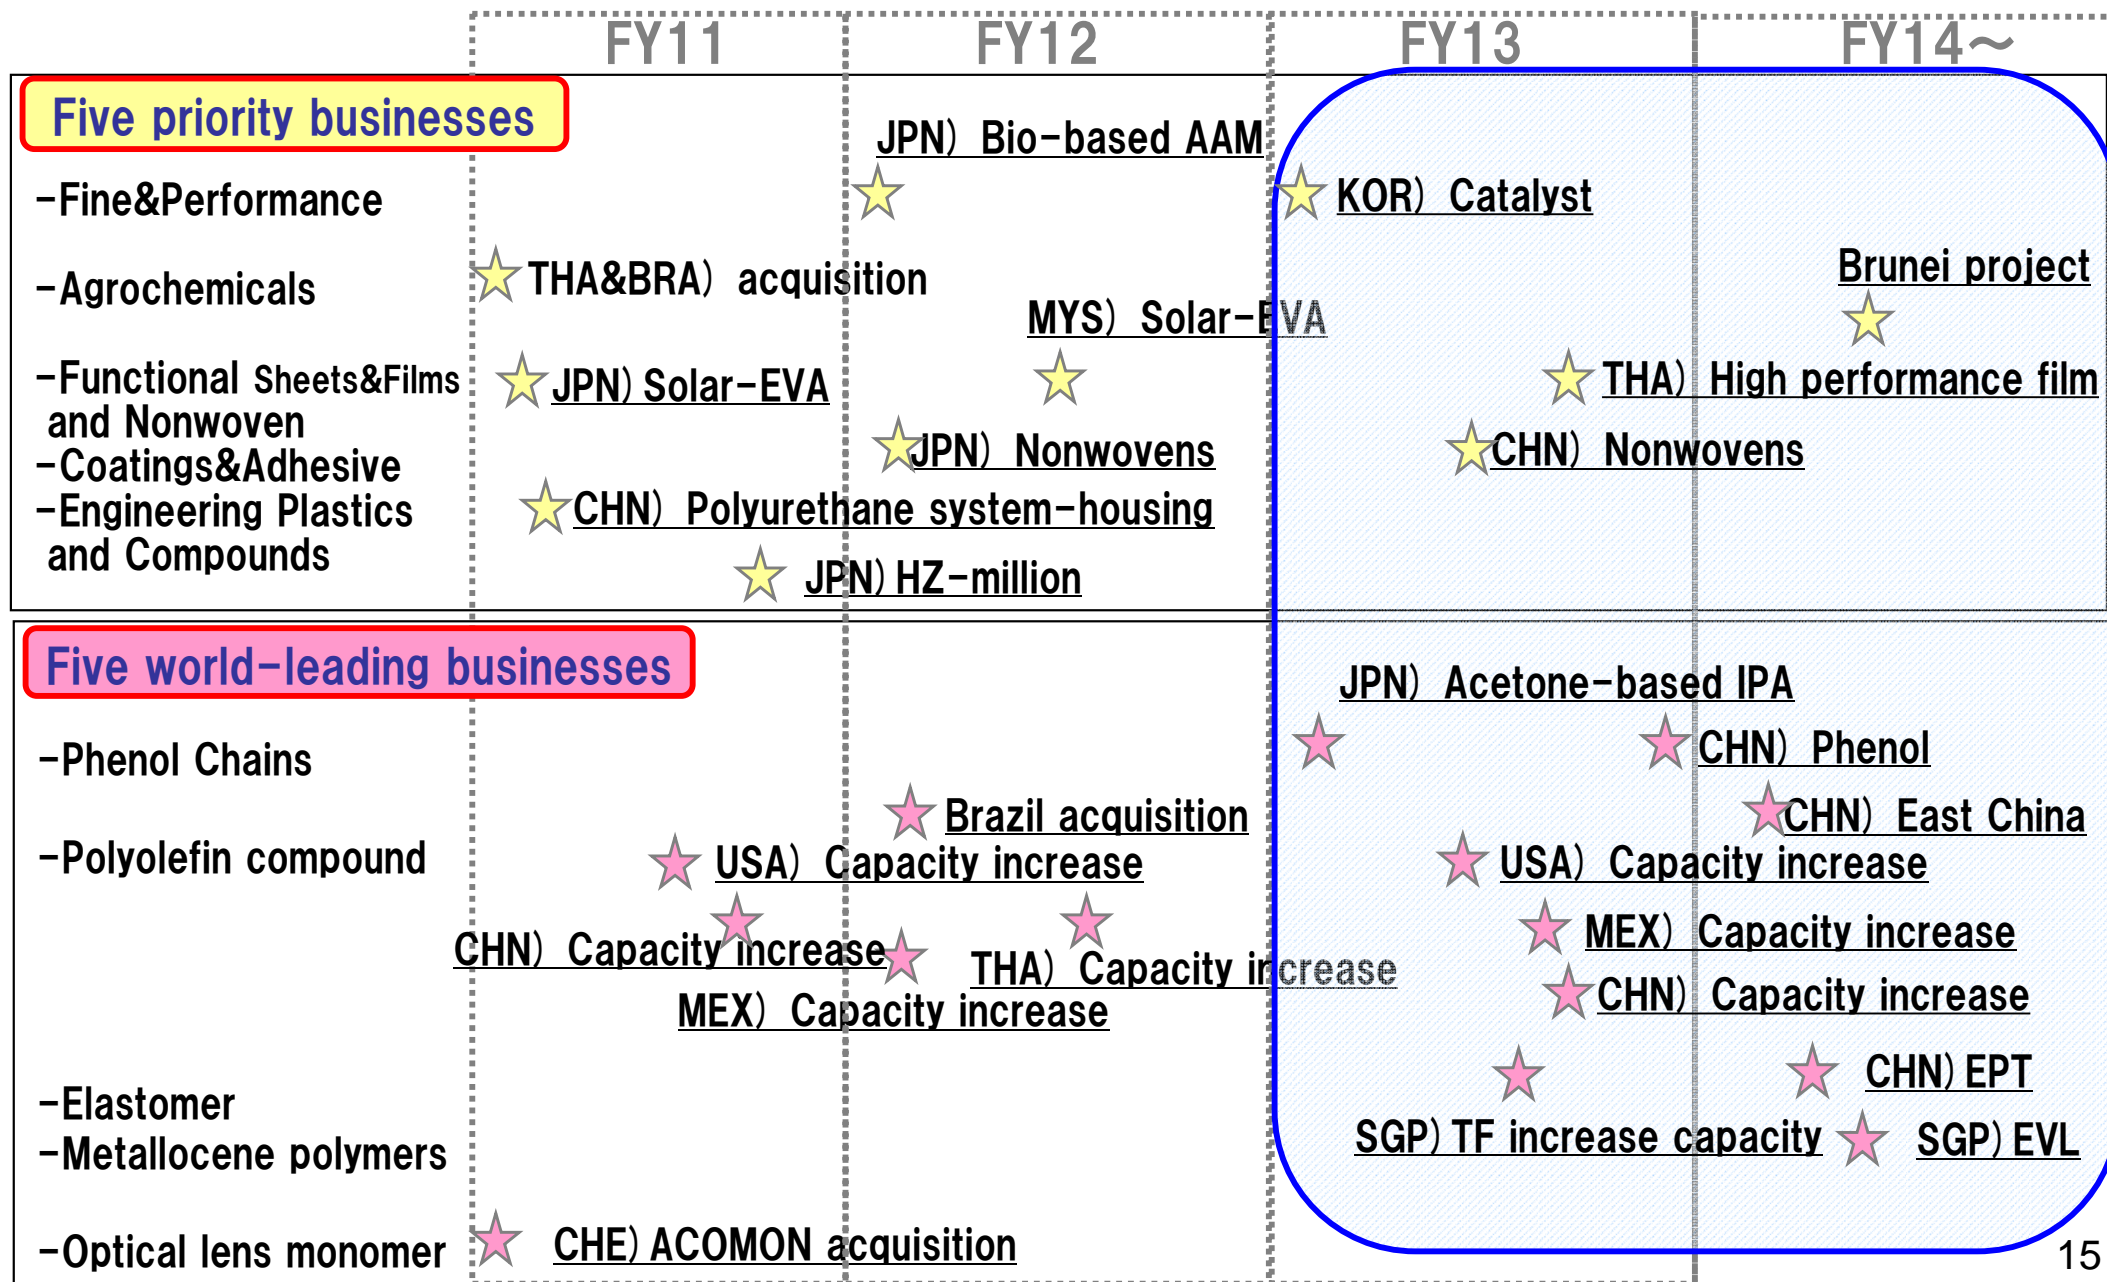 FY11 FY12 FY13 FY14～
Five priority businesses
JPN) Bio-based AAM
-Fine&Performance
KOR) Catalyst
-Agrochemicals
THA&BRA) acquisition
Brunei project
MYS) Solar-EVA
-Functional Sheets&Films
and Nonwoven
JPN) Solar-EVA
THA) High performance film
JPN) Nonwovens
CHN) Nonwovens
-Coatings&Adhesive
-Engineering Plastics
and Compounds
CHN) Polyurethane system-housing
JPN) HZ-million
Five world-leading businesses
JPN) Acetone-based IPA
-Phenol Chains
CHN) Phenol
Brazil acquisition
CHN) East China
-Polyolefin compound
USA) Capacity increase
USA) Capacity increase
CHN) Capacity increase
THA) Capacity increase
MEX) Capacity increase
MEX) Capacity increase
CHN) Capacity increase
-Elastomer
CHN) EPT
-Metallocene polymers
SGP) TF increase capacity
SGP) EVL
-Optical lens monomer
CHE) ACOMON acquisition
15